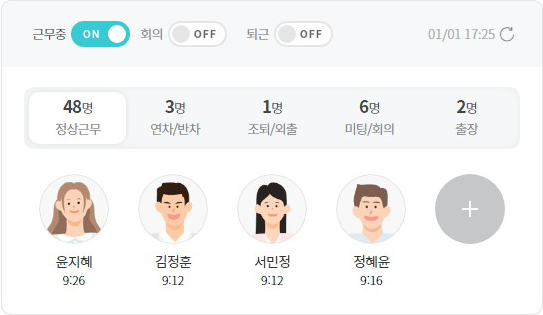 근무중 ON 회의 OFF 퇴근 OFF 01/01 17:25
48명 3명 1명 6명 2명
정상근무 연차/반차 조퇴/외출 미팅/회의 출장
윤지혜 김정훈 서민정 정혜윤
9:26 9:12 9:12 9:16